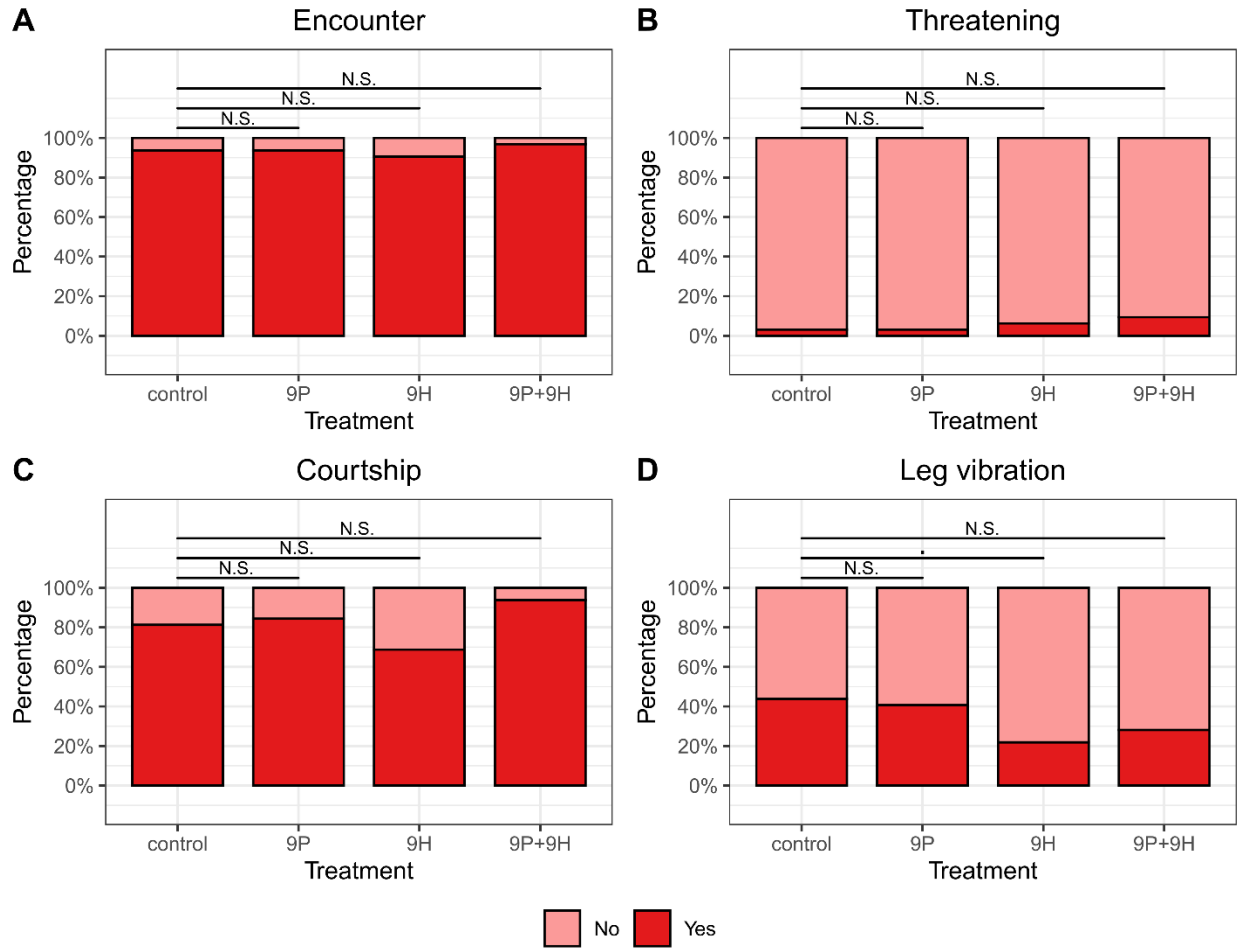 A
Encounter
N.S.
N.S.
N.S.
100%
80%
60%
40%
20%
0%
Percentage
control 9P 9H 9P+9H
Treatment
B
Threatening
N.S.
N.S.
N.S.
100%
80%
60%
40%
20%
0%
Percentage
control 9P 9H 9P+9H
Treatment
C
Courtship
N.S.
N.S.
N.S.
100%
80%
60%
40%
20%
0%
Percentage
control 9P 9H 9P+9H
Treatment
D
Leg vibration
N.S.
.
N.S.
100%
80%
60%
40%
20%
0%
Percentage
control 9P 9H 9P+9H
Treatment
No Yes